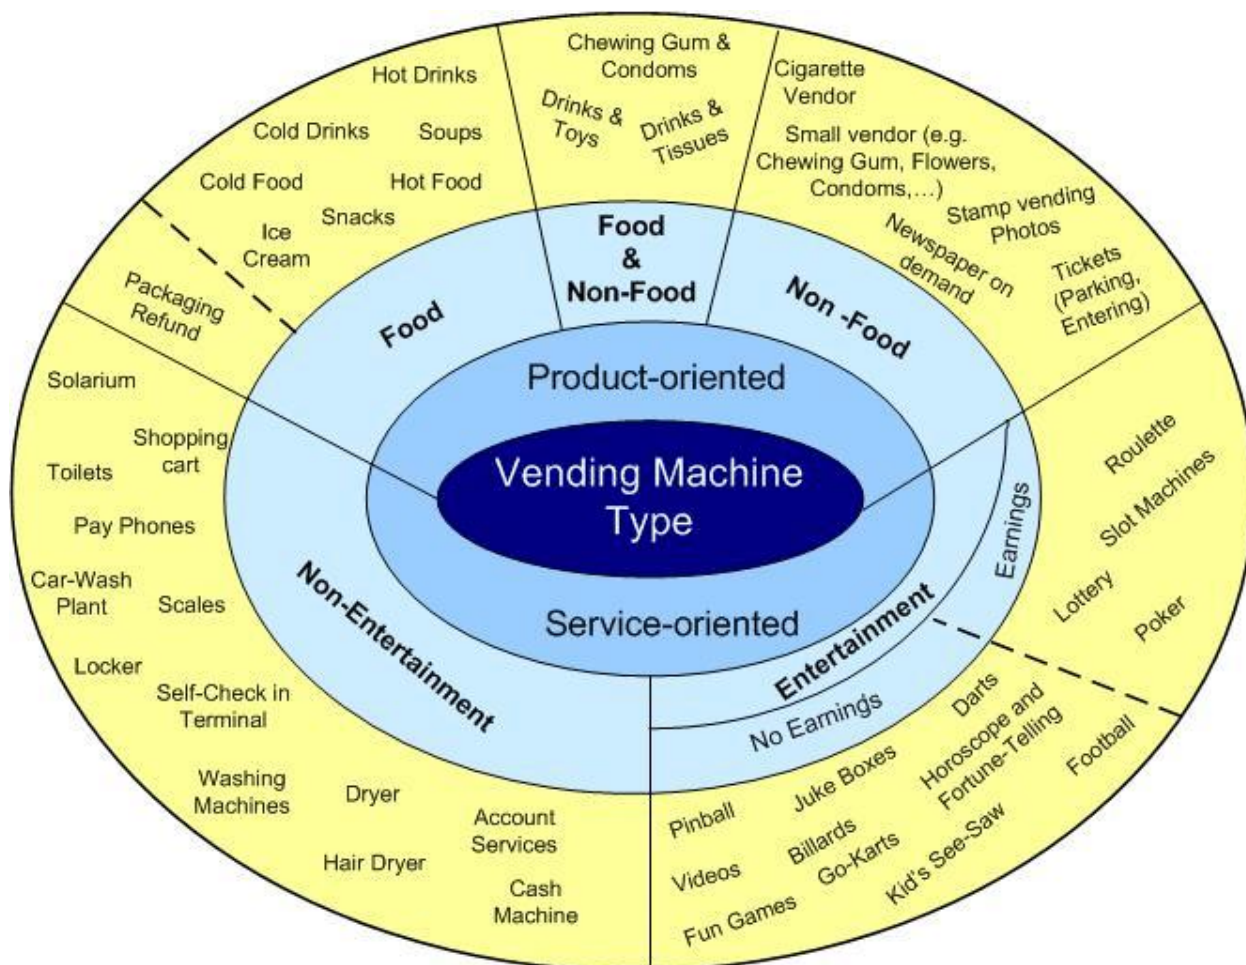 Vending Machine
Type
Product-oriented
Service-oriented
Food
Food
&
Non-Food
Non -Food
Non-Entertainment
Entertainment
Earnings
No Earnings
Hot Drinks
Cold Drinks
Soups
Cold Food
Hot Food
Snacks
Ice
Cream
Packaging
Refund
Chewing Gum &
Condoms
Drinks &
Toys
Drinks &
Tissues
Cigarette
Vendor
Small vendor (e.g.
Chewing Gum, Flowers,
Condoms,…)
Stamp vending
Photos
Newspaper on
demand
Tickets
(Parking,
Entering)
Roulette
Slot Machines
Lottery
Poker
Darts
Horoscope and
Fortune-Telling
Football
Juke Boxes
Pinball
Billards
Go-Karts
Kid's See-Saw
Videos
Fun Games
Solarium
Shopping
cart
Toilets
Pay Phones
Car-Wash
Plant
Scales
Locker
Self-Check in
Terminal
Washing
Machines
Dryer
Account
Services
Hair Dryer
Cash
Machine